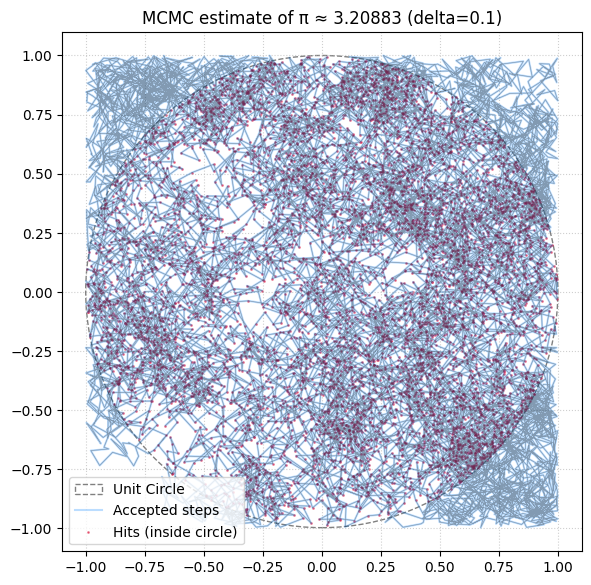 MCMC estimate of π ≈ 3.20883 (delta=0.1)
1.00
0.75
0.50
0.25
0.00
−0.25
−0.50
−0.75
−1.00
Unit Circle
Accepted steps
Hits (inside circle)
−1.00 −0.75 −0.50 −0.25 0.00 0.25 0.50 0.75 1.00